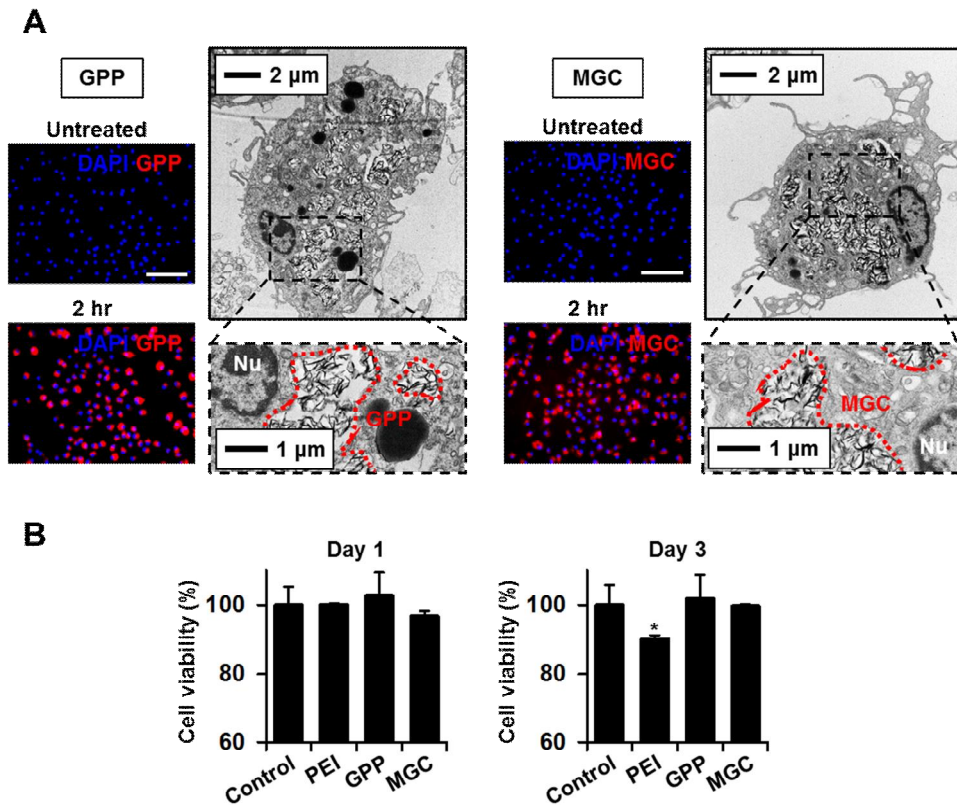 A
GPP
Untreated
DAPI GPP
2 hr
DAPI GPP
2 µm
Nu
GPP
1 µm
MGC
Untreated
DAPI MGC
2 hr
DAPI MGC
2 µm
MGC
Nu
1 µm
B
Day 1
Cell viability (%)
100
80
60
Control
PEI
GPP
MGC
Day 3
Cell viability (%)
100
80
60
*
Control
PEI
GPP
MGC